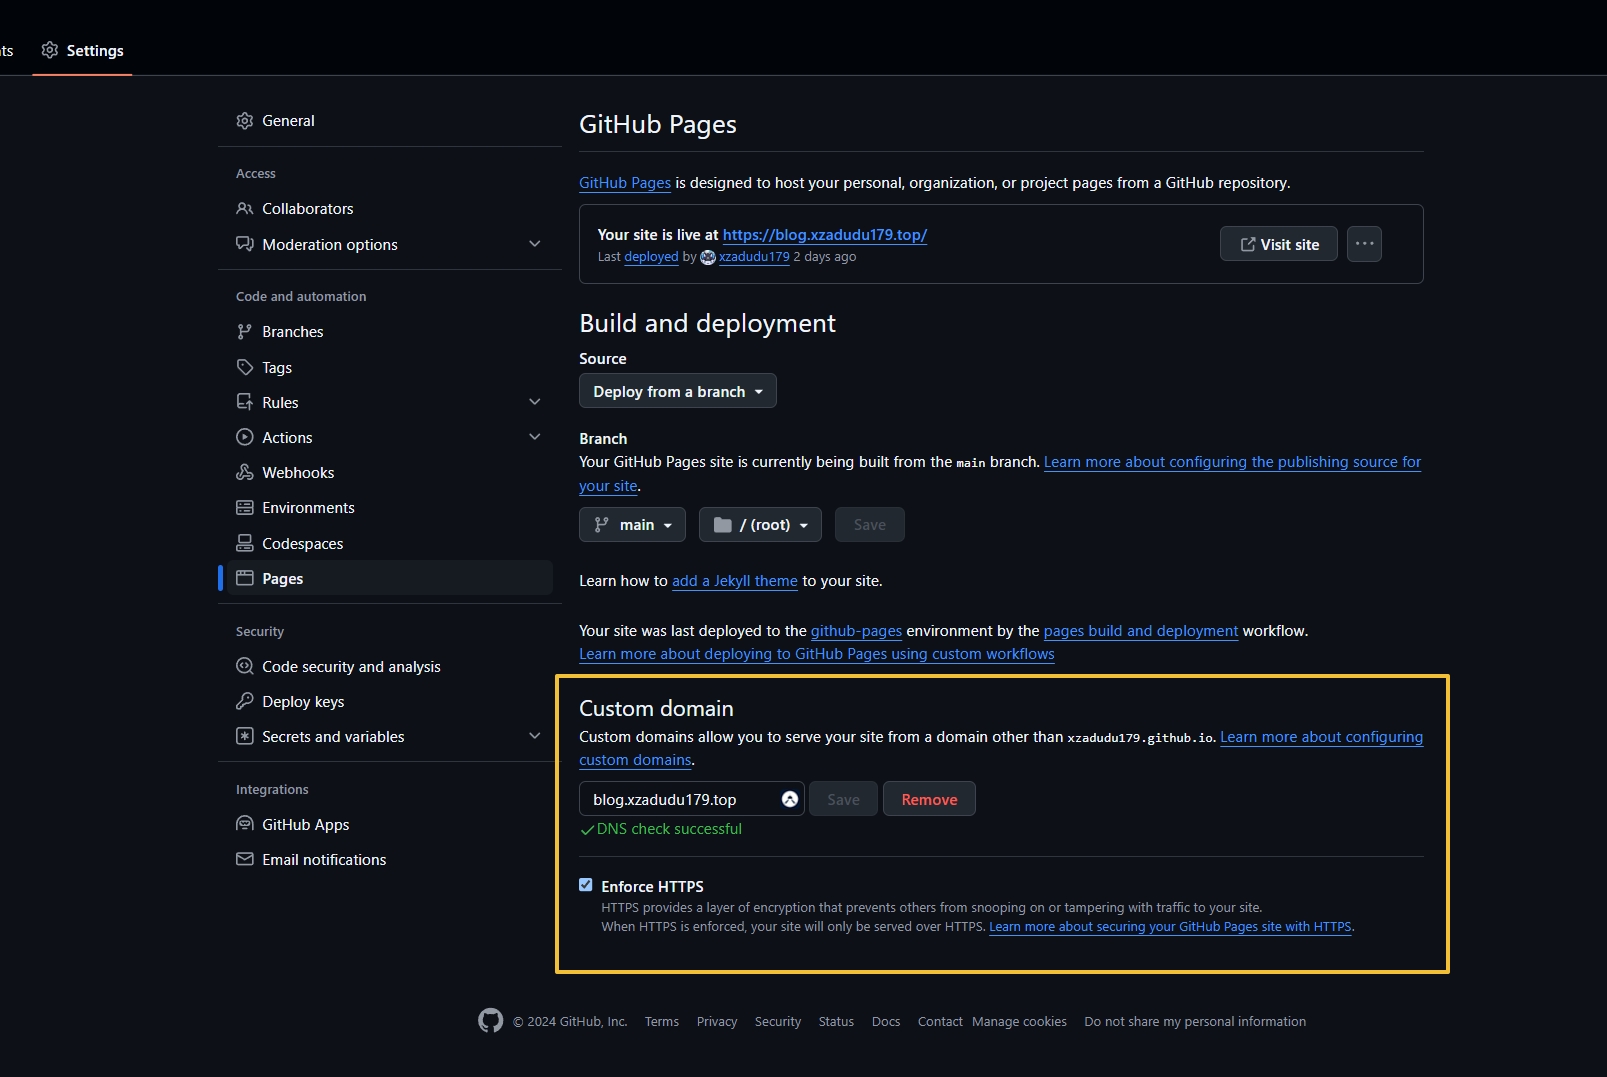 ts
Settings
General
Access
Collaborators
Moderation options
Code and automation
Branches
Tags
Rules
Actions
Webhooks
Environments
Codespaces
Pages
Security
Code security and analysis
Deploy keys
Secrets and variables
Integrations
GitHub Apps
Email notifications
GitHub Pages
GitHub Pages is designed to host your personal, organization, or project pages from a GitHub repository.
Your site is live at https://blog.xzadudu179.top/
Last deployed by xzadudu179 2 days ago
Visit site
Build and deployment
Source
Deploy from a branch
Branch
Your GitHub Pages site is currently being built from the main branch. Learn more about configuring the publishing source for
your site.
main
/ (root)
Save
Learn how to add a Jekyll theme to your site.
Your site was last deployed to the github-pages environment by the pages build and deployment workflow.
Learn more about deploying to GitHub Pages using custom workflows
Custom domain
Custom domains allow you to serve your site from a domain other than xzadudu179.github.io. Learn more about configuring
custom domains.
blog.xzadudu179.top
Save
Remove
DNS check successful
Enforce HTTPS
HTTPS provides a layer of encryption that prevents others from snooping on or tampering with traffic to your site.
When HTTPS is enforced, your site will only be served over HTTPS. Learn more about securing your GitHub Pages site with HTTPS.
© 2024 GitHub, Inc. Terms Privacy Security Status Docs Contact Manage cookies Do not share my personal information